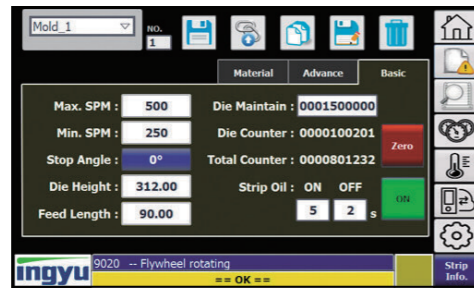 Mold_1 NO. 1
Material Advance Basic
Max. SPM : 500 Die Maintain : 0001500000
Min. SPM : 250 Die Counter : 0000100201 Zero
Stop Angle : 0° Total Counter : 0000801232
Die Height : 312.00 Strip Oil : ON OFF ON
Feed Length : 90.00 5 2 s
ingyu 9020 -- Flywheel rotating
== OK ==
Strip
Info.